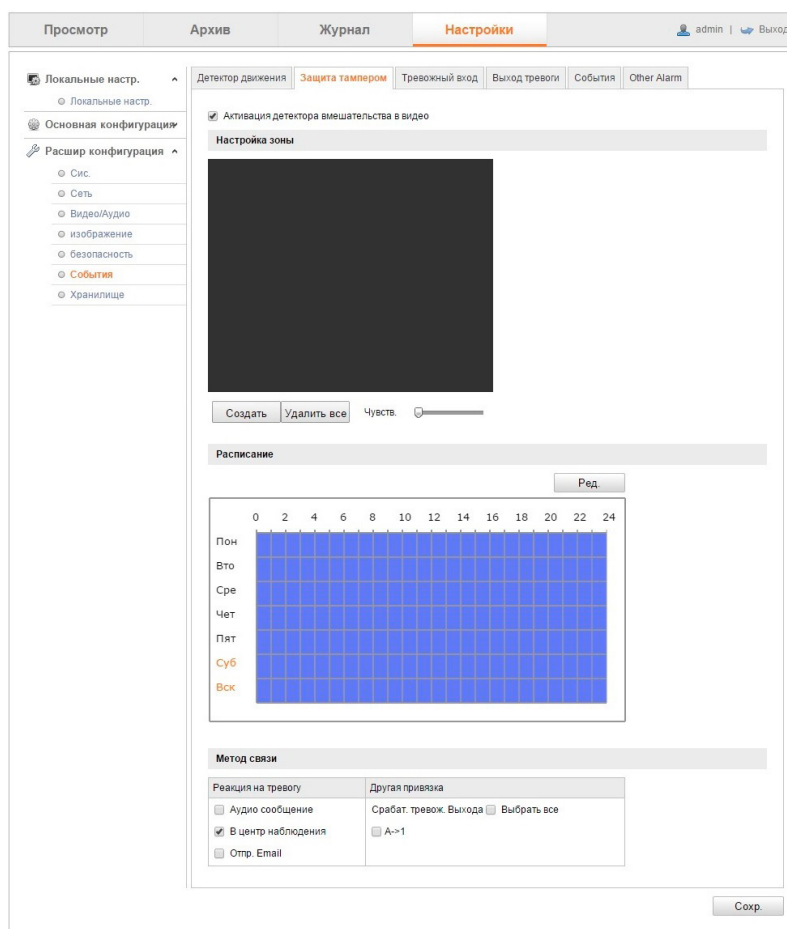 Просмотр Архив Журнал Настройки admin | Выход
Локальные настр.
Локальные настр.
Основная конфигурация
Расшир конфигурация
Сис.
Сеть
Видео/Аудио
изображение
безопасность
События
Хранилище
Детектор движения Защита тампером Тревожный вход Выход тревоги События Other Alarm
Активация детектора вмешательства в видео
Настройка зоны
Создать Удалить все Чувств.
Расписание
Ред.
0 2 4 6 8 10 12 14 16 18 20 22 24
Пон
Вто
Сре
Чет
Пят
Суб
Вск
Метод связи
Реакция на тревогу Другая привязка
Аудио сообщение Срабат. тревож. Выхода Выбрать все
В центр наблюдения A->1
Отпр. Email
Сохр.